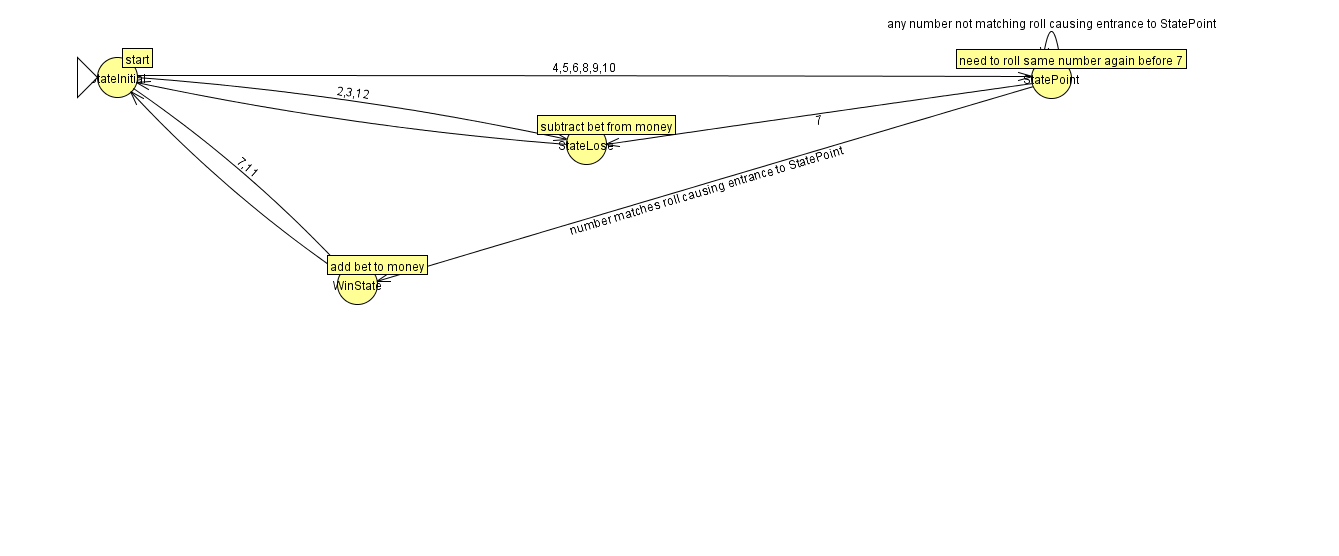 any number not matching roll causing entrance to StatePoint
start
need to roll same number again before 7
4,5,6,8,9,10
StateInitial
StatePoint
2,3,12
subtract bet from money
7
StateLose
number matches roll causing entrance to StatePoint
7,11
add bet to money
WinState